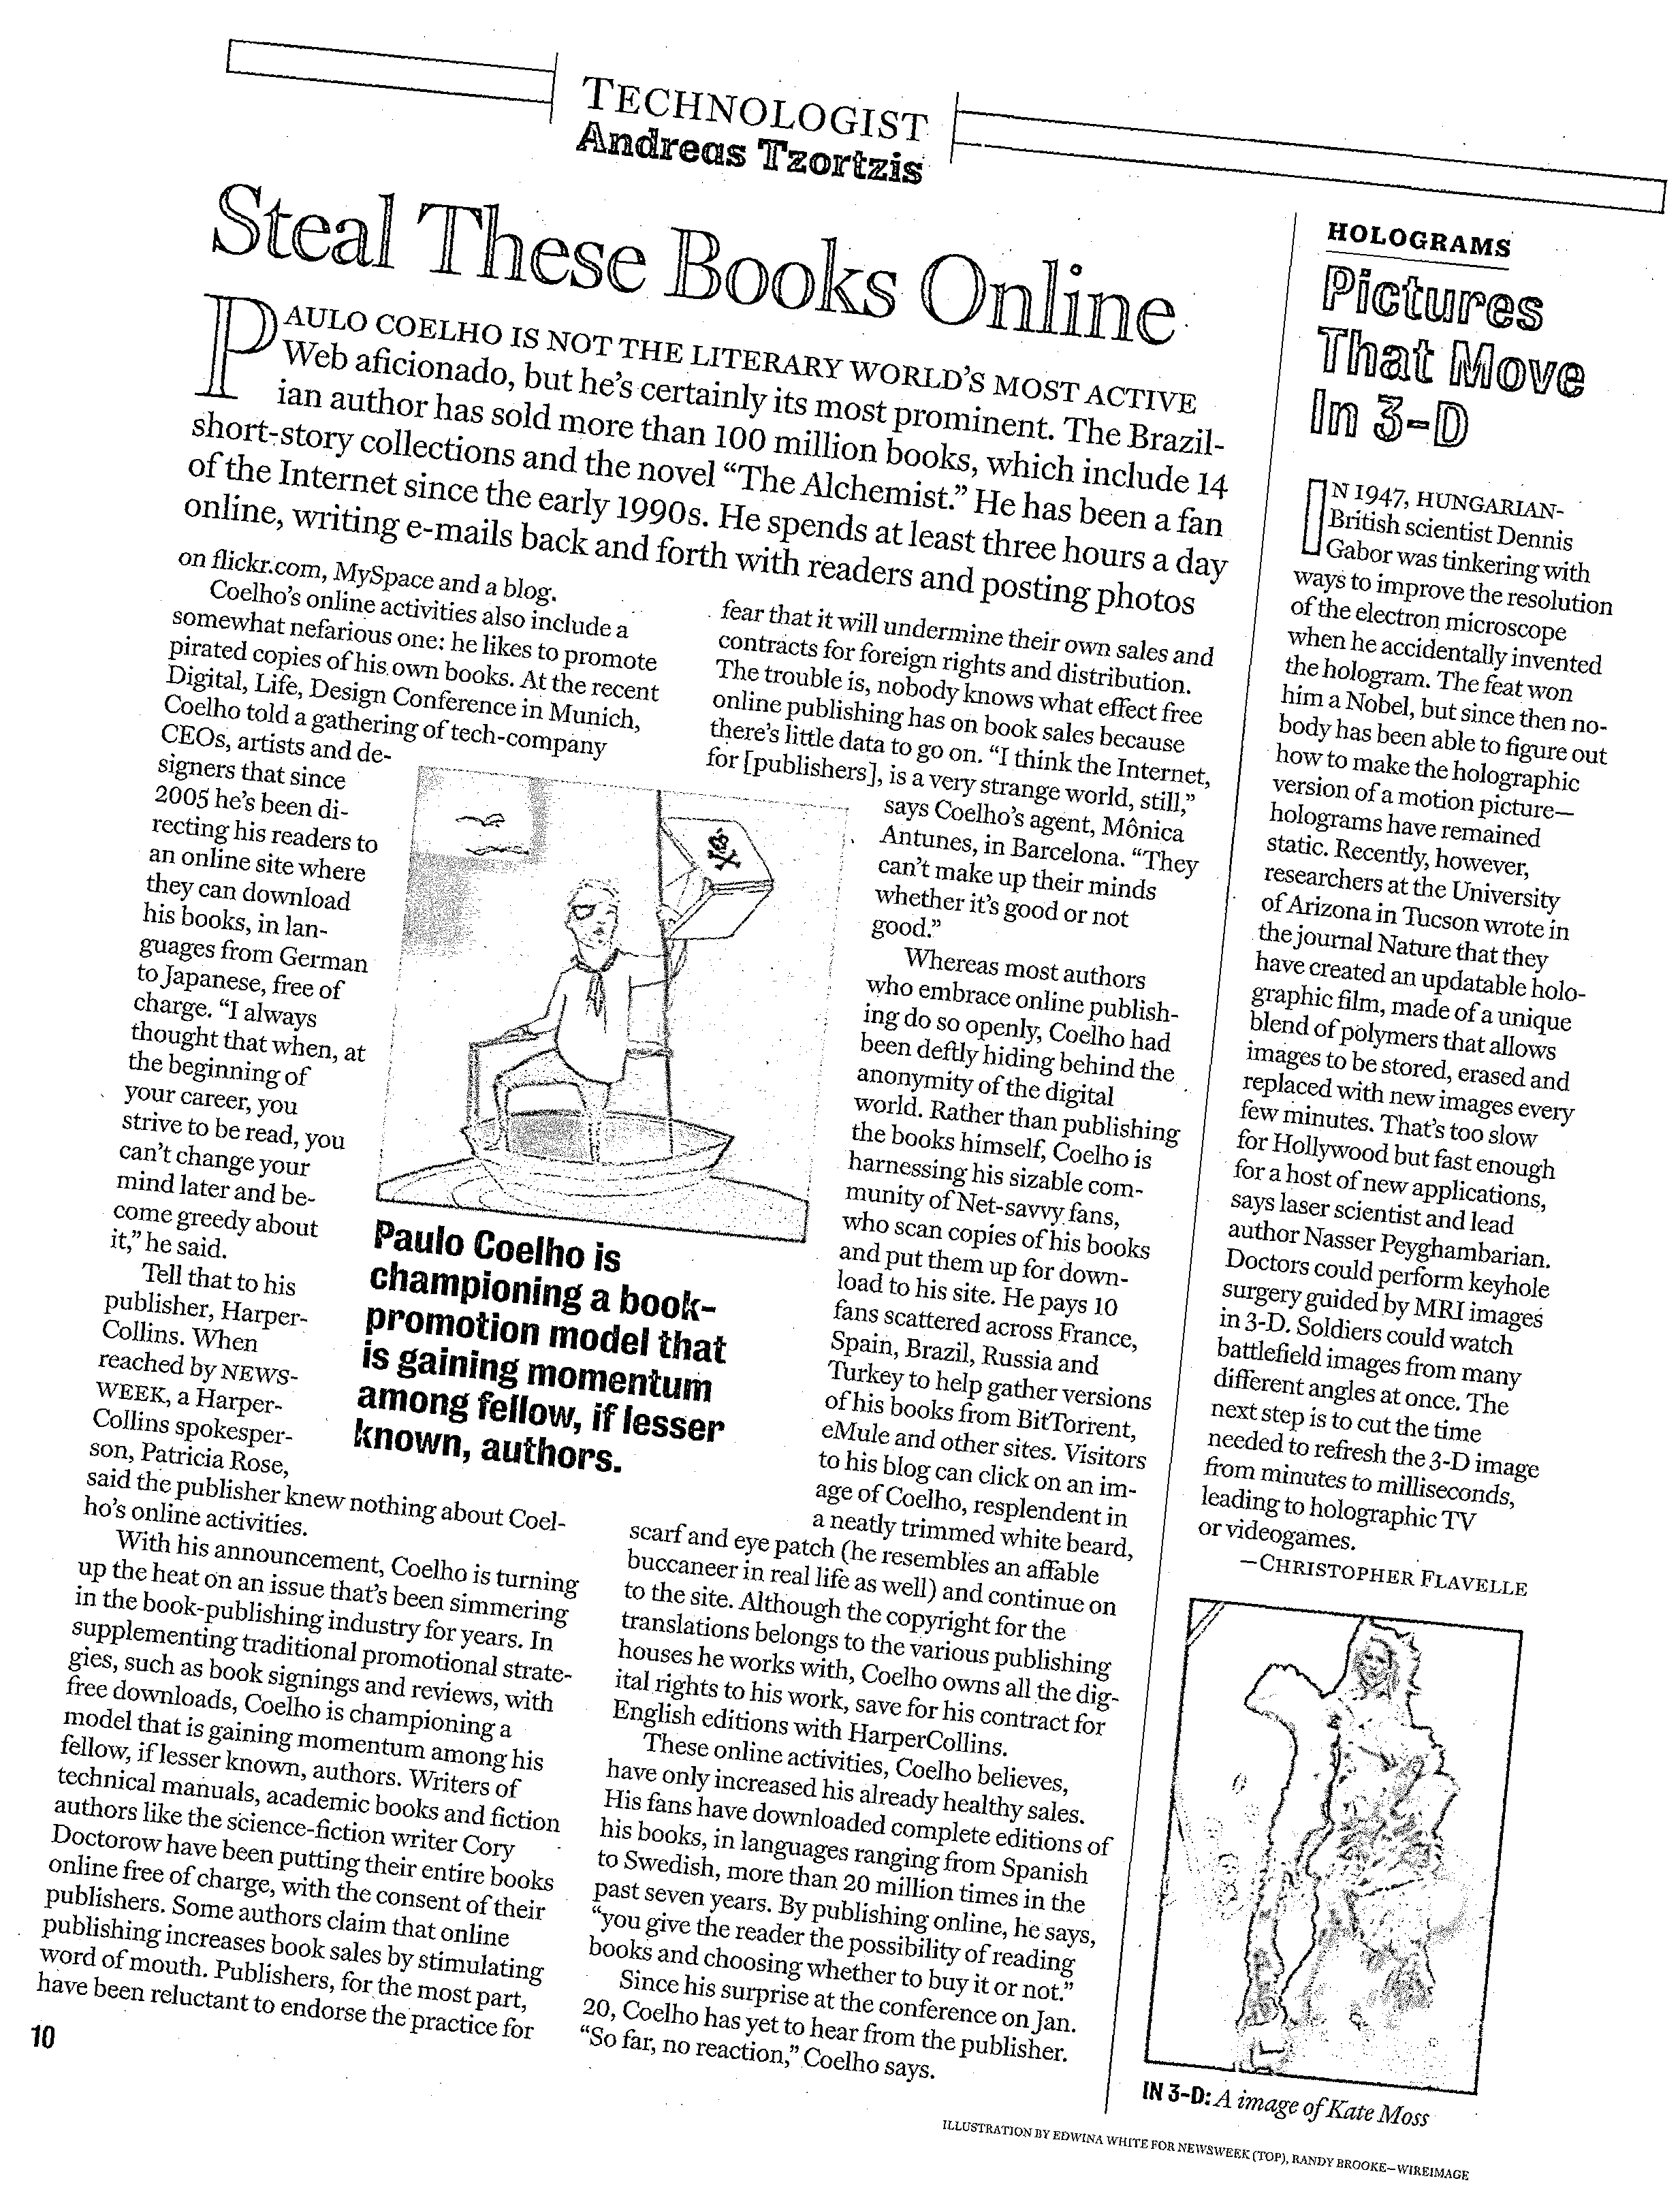 TECHNOLOGIST
Andreas Tzortzis
Steal These Books Online
PAULO COELHO IS NOT THE LITERARY WORLD'S MOST ACTIVE
Web aficionado, but he's certainly its most prominent. The Brazil-
ian author has sold more than 100 million books, which include 14
short-story collections and the novel “The Alchemist.” He has been a fan
of the Internet since the early 1990s. He spends at least three hours a day
online, writing e-mails back and forth with readers and posting photos
on flickr.com, MySpace and a blog.
Coelho's online activities also include a
somewhat nefarious one: he likes to promote
pirated copies of his own books. At the recent
Digital, Life, Design Conference in Munich,
Coelho told a gathering of tech-company
CEOs, artists and de-
signers that since
2005 he's been di-
recting his readers to
an online site where
they can download
his books, in lan-
guages from German
to Japanese, free of
charge. “I always
thought that when, at
the beginning of
your career, you
strive to be read, you
can't change your
mind later and be-
come greedy about
it,” he said.
Tell that to his
publisher, Harper-
Collins. When
reached by NEWS-
WEEK, a Harper-
Collins spokesper-
son, Patricia Rose,
said the publisher knew nothing about Coel-
ho's online activities.
With his announcement, Coelho is turning
up the heat on an issue that's been simmering
in the book-publishing industry for years. In
supplementing traditional promotional strate-
gies, such as book signings and reviews, with
free downloads, Coelho is championing a
model that is gaining momentum among his
fellow, if lesser known, authors. Writers of
technical manuals, academic books and fiction
authors like the science-fiction writer Cory
Doctorow have been putting their entire books
online free of charge, with the consent of their
publishers. Some authors claim that online
publishing increases book sales by stimulating
word of mouth. Publishers, for the most part,
have been reluctant to endorse the practice for
fear that it will undermine their own sales and
contracts for foreign rights and distribution.
The trouble is, nobody knows what effect free
online publishing has on book sales because
there's little data to go on. “I think the Internet,
for [publishers], is a very strange world, still,”
says Coelho's agent, Mônica
Antunes, in Barcelona. “They
can't make up their minds
whether it's good or not
good.”
Whereas most authors
who embrace online publish-
ing do so openly, Coelho had
been deftly hiding behind the
anonymity of the digital
world. Rather than publishing
the books himself, Coelho is
harnessing his sizable com-
munity of Net-savvy fans,
who scan copies of his books
and put them up for down-
load to his site. He pays 10
fans scattered across France,
Spain, Brazil, Russia and
Turkey to help gather versions
of his books from BitTorrent,
eMule and other sites. Visitors
to his blog can click on an im-
age of Coelho, resplendent in
a neatly trimmed white beard,
scarf and eye patch (he resembles an affable
buccaneer in real life as well) and continue on
to the site. Although the copyright for the
translations belongs to the various publishing
houses he works with, Coelho owns all the dig-
ital rights to his work, save for his contract for
English editions with HarperCollins.
These online activities, Coelho believes,
have only increased his already healthy sales.
His fans have downloaded complete editions of
his books, in languages ranging from Spanish
to Swedish, more than 20 million times in the
past seven years. By publishing online, he says,
“you give the reader the possibility of reading
books and choosing whether to buy it or not.”
Since his surprise at the conference on Jan.
20, Coelho has yet to hear from the publisher.
“So far, no reaction,” Coelho says.
Paulo Coelho is
championing a book-
promotion model that
is gaining momentum
among fellow, if lesser
known, authors.
HOLOGRAMS
Pictures
That Move
In 3-D
IN 1947, HUNGARIAN-
British scientist Dennis
Gabor was tinkering with
ways to improve the resolution
of the electron microscope
when he accidentally invented
the hologram. The feat won
him a Nobel, but since then no-
body has been able to figure out
how to make the holographic
version of a motion picture—
holograms have remained
static. Recently, however,
researchers at the University
of Arizona in Tucson wrote in
the journal Nature that they
have created an updatable holo-
graphic film, made of a unique
blend of polymers that allows
images to be stored, erased and
replaced with new images every
few minutes. That's too slow
for Hollywood but fast enough
for a host of new applications,
says laser scientist and lead
author Nasser Peyghambarian.
Doctors could perform keyhole
surgery guided by MRI images
in 3-D. Soldiers could watch
battlefield images from many
different angles at once. The
next step is to cut the time
needed to refresh the 3-D image
from minutes to milliseconds,
leading to holographic TV
or videogames.
—CHRISTOPHER FLAVELLE
IN 3-D: A image of Kate Moss
10
ILLUSTRATION BY EDWINA WHITE FOR NEWSWEEK (TOP), RANDY BROOKE—WIREIMAGE